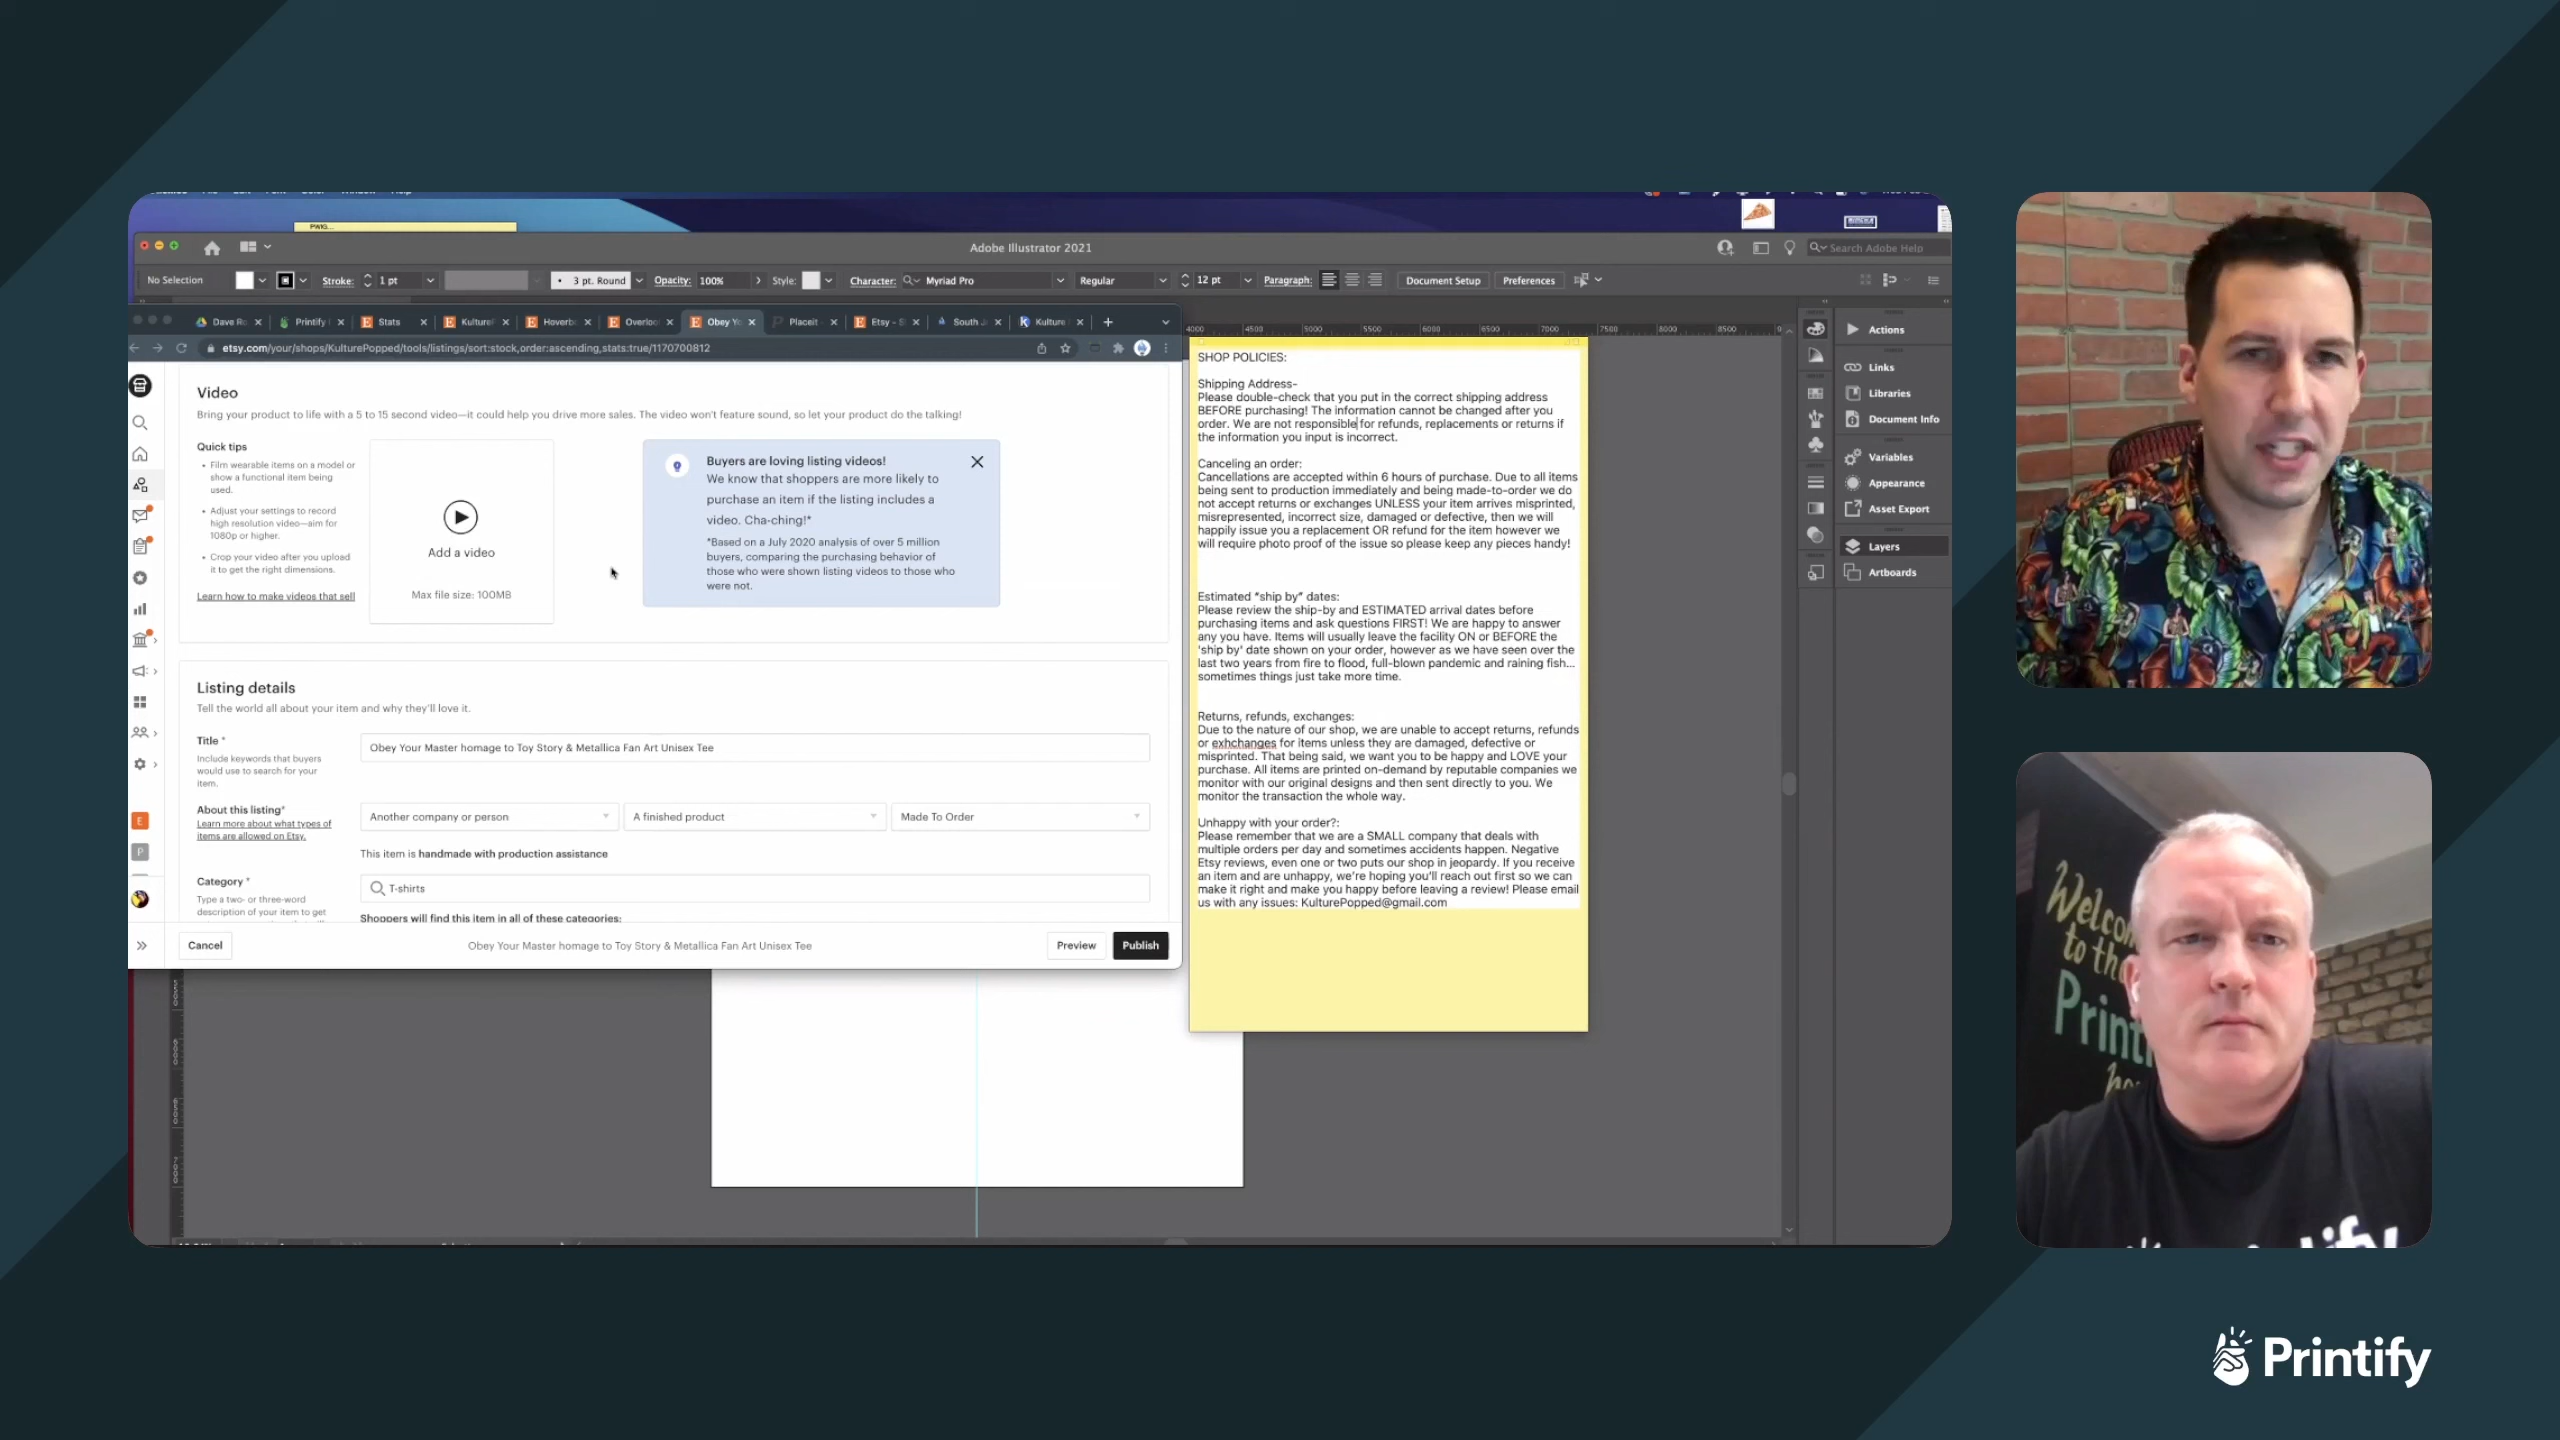 PWIG...
Adobe Illustrator 2021
Search Adobe Help
No Selection
Stroke:
1 pt
3 pt. Round
Opacity:
100%
Style:
Character:
Myriad Pro
Regular
12 pt
Paragraph:
Document Setup
Preferences
Dave Ro
Printify
Stats
Kulture
Hoverbo
Overloo
Obey Yo
Placeit
Etsy - S
South J
Kulture
etsy.com/your/shops/KulturePopped/tools/listings/sort:stock,order:ascending,stats:true/1170700812
Video
Bring your product to life with a 5 to 15 second video—it could help you drive more sales. The video won't feature sound, so let your product do the talking!
Quick tips
• Film wearable items on a model or
show a functional item being
used.
• Adjust your settings to record
high resolution video—aim for
1080p or higher.
• Crop your video after you upload
it to get the right dimensions.
Learn how to make videos that sell
Add a video
Max file size: 100MB
Buyers are loving listing videos!
We know that shoppers are more likely to
purchase an item if the listing includes a
video. Cha-ching!*
*Based on a July 2020 analysis of over 5 million
buyers, comparing the purchasing behavior of
those who were shown listing videos to those who
were not.
Listing details
Tell the world all about your item and why they'll love it.
Title *
Include keywords that buyers
would use to search for your
item.
Obey Your Master homage to Toy Story & Metallica Fan Art Unisex Tee
About this listing*
Learn more about what types of
items are allowed on Etsy.
Another company or person
A finished product
Made To Order
This item is handmade with production assistance
Category *
Type a two- or three-word
description of your item to get
T-shirts
Shoppers will find this item in all of these categories:
Cancel
Obey Your Master homage to Toy Story & Metallica Fan Art Unisex Tee
Preview
Publish
4000 4500 5000 5500 6000 6500 7000 7500 8000 8500
SHOP POLICIES:
Shipping Address-
Please double-check that you put in the correct shipping address
BEFORE purchasing! The information cannot be changed after you
order. We are not responsible for refunds, replacements or returns if
the information you input is incorrect.
Canceling an order:
Cancellations are accepted within 6 hours of purchase. Due to all items
being sent to production immediately and being made-to-order we do
not accept returns or exchanges UNLESS your item arrives misprinted,
misrepresented, incorrect size, damaged or defective, then we will
happily issue you a replacement OR refund for the item however we
will require photo proof of the issue so please keep any pieces handy!
Estimated “ship by” dates:
Please review the ship-by and ESTIMATED arrival dates before
purchasing items and ask questions FIRST! We are happy to answer
any you have. Items will usually leave the facility ON or BEFORE the
'ship by' date shown on your order, however as we have seen over the
last two years from fire to flood, full-blown pandemic and raining fish...
sometimes things just take more time.
Returns, refunds, exchanges:
Due to the nature of our shop, we are unable to accept returns, refunds
or exhchanges for items unless they are damaged, defective or
misprinted. That being said, we want you to be happy and LOVE your
purchase. All items are printed on-demand by reputable companies we
monitor with our original designs and then sent directly to you. We
monitor the transaction the whole way.
Unhappy with your order?:
Please remember that we are a SMALL company that deals with
multiple orders per day and sometimes accidents happen. Negative
Etsy reviews, even one or two puts our shop in jeopardy. If you receive
an item and are unhappy, we're hoping you'll reach out first so we can
make it right and make you happy before leaving a review! Please email
us with any issues: KulturePopped@gmail.com
Actions
Links
Libraries
Document Info
Variables
Appearance
Asset Export
Layers
Artboards
Welcom
to the
Print
ho
Printify